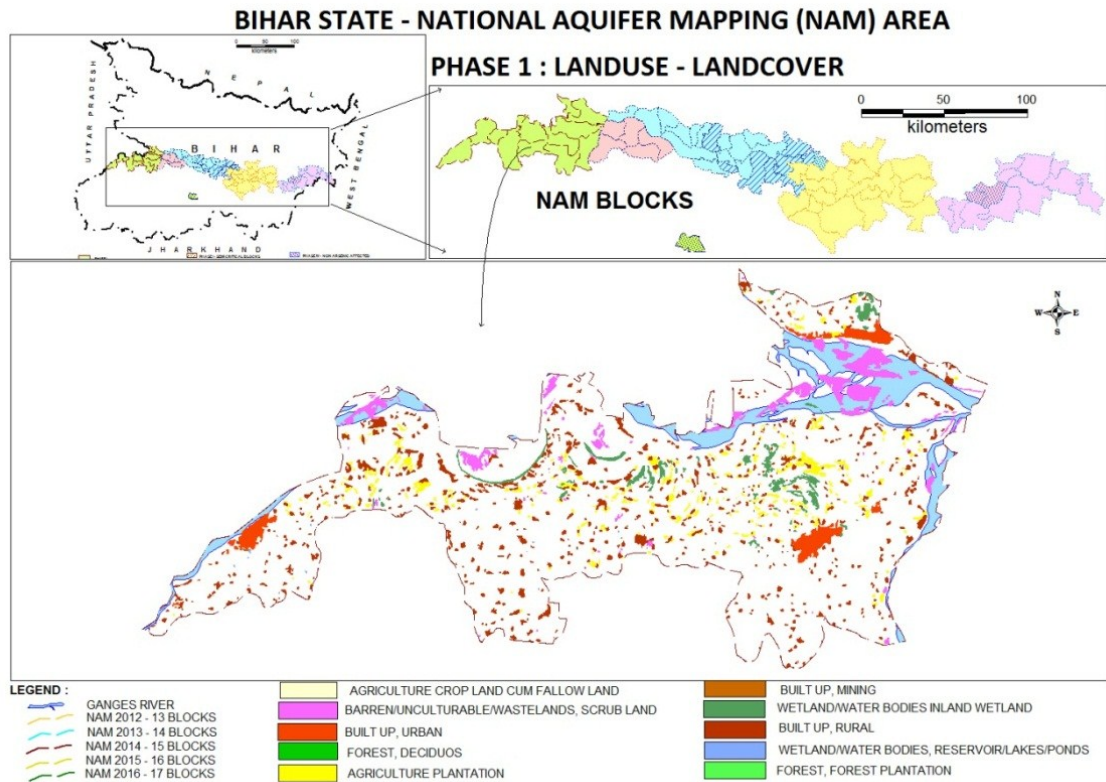 BIHAR STATE - NATIONAL AQUIFER MAPPING (NAM) AREA
PHASE 1 : LANDUSE - LANDCOVER
0 50 100
kilometers
N E P A L
UTTAR PRADESH
B I H A R
WEST BENGAL
J H A R K H A N D
0 50 100
kilometers
NAM BLOCKS
N
W E
S
LEGEND :
GANGES RIVER
NAM 2012 - 13 BLOCKS
NAM 2013 - 14 BLOCKS
NAM 2014 - 15 BLOCKS
NAM 2015 - 16 BLOCKS
NAM 2016 - 17 BLOCKS
AGRICULTURE CROP LAND CUM FALLOW LAND
BARREN/UNCULTURABLE/WASTELANDS, SCRUB LAND
BUILT UP, URBAN
FOREST, DECIDUOS
AGRICULTURE PLANTATION
BUILT UP, MINING
WETLAND/WATER BODIES INLAND WETLAND
BUILT UP, RURAL
WETLAND/WATER BODIES, RESERVOIR/LAKES/PONDS
FOREST, FOREST PLANTATION